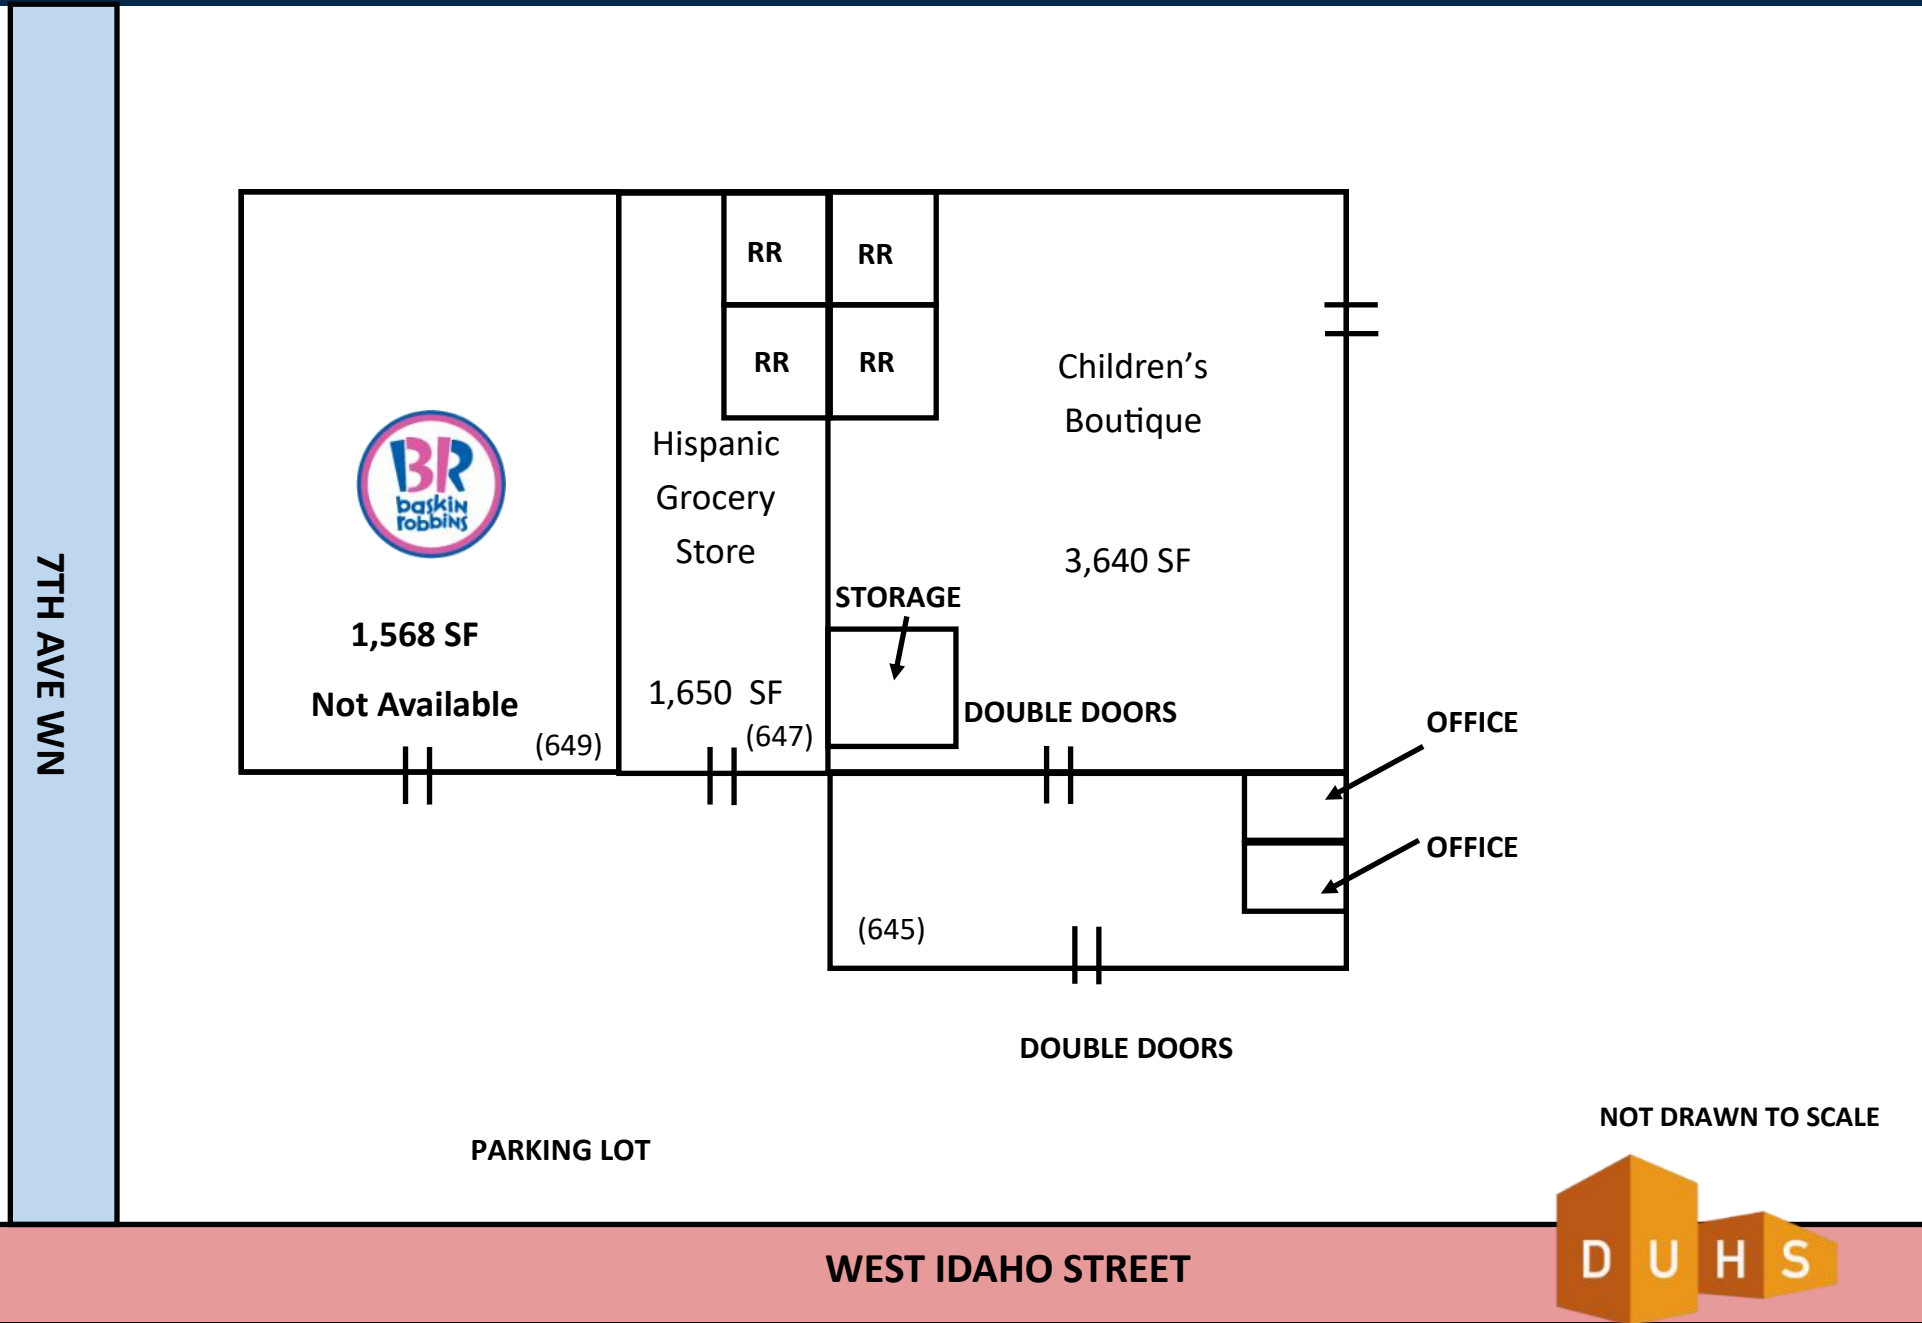 7TH AVE WN
RR
RR
RR
RR
BR
baskin
robbins
1,568 SF
Not Available
(649)
Hispanic
Grocery
Store
1,650 SF
(647)
Children's
Boutique
3,640 SF
STORAGE
DOUBLE DOORS
OFFICE
OFFICE
(645)
DOUBLE DOORS
PARKING LOT
NOT DRAWN TO SCALE
WEST IDAHO STREET
DUHS